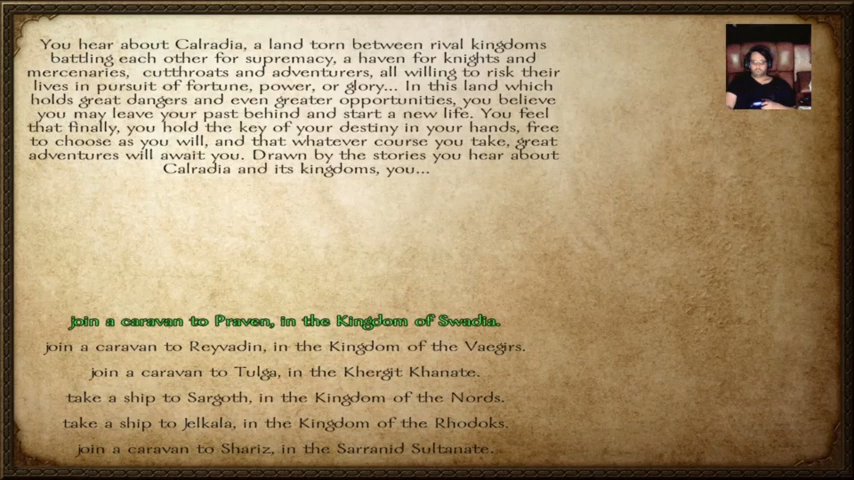 You hear about Calradia, a land torn between rival kingdoms
battling each other for supremacy, a haven for knights and
mercenaries, cutthroats and adventurers, all willing to risk their
lives in pursuit of fortune, power, or glory... In this land which
holds great dangers and even greater opportunities, you believe
you may leave your past behind and start a new life. You feel
that finally, you hold the key of your destiny in your hands, free
to choose as you will, and that whatever course you take, great
adventures will await you. Drawn by the stories you hear about
Calradia and its kingdoms, you...
join a caravan to Praven, in the Kingdom of Swadia.
join a caravan to Reyvadin, in the Kingdom of the Vaegirs.
join a caravan to Tulga, in the Khergit Khanate.
take a ship to Sargoth, in the Kingdom of the Nords.
take a ship to Jelkala, in the Kingdom of the Rhodoks.
join a caravan to Shariz, in the Sarranid Sultanate.